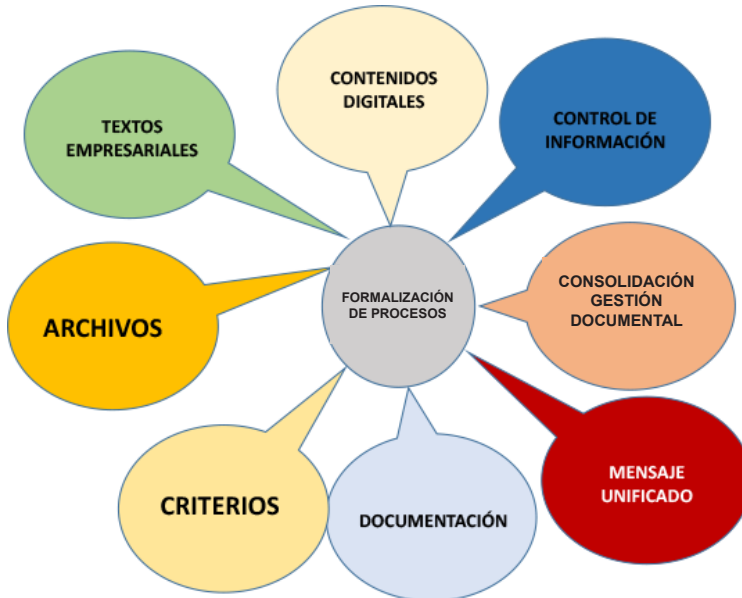 CONTENIDOS
DIGITALES
TEXTOS
EMPRESARIALES
CONTROL DE
INFORMACIÓN
FORMALIZACIÓN
DE PROCESOS
CONSOLIDACIÓN
GESTIÓN
DOCUMENTAL
ARCHIVOS
MENSAJE
UNIFICADO
CRITERIOS
DOCUMENTACIÓN